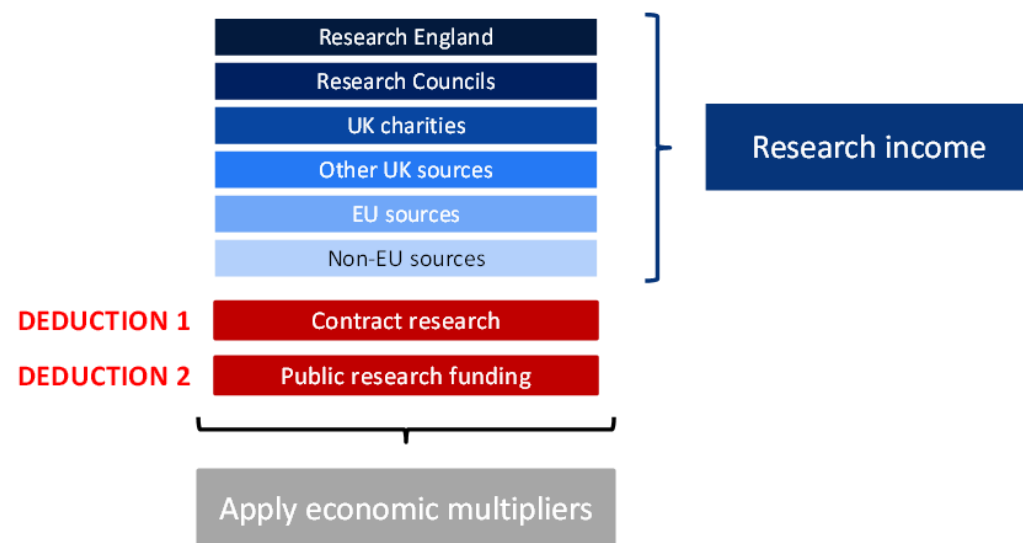 Research England
Research Councils
UK charities
Other UK sources
EU sources
Non-EU sources
Research income
DEDUCTION 1
Contract research
DEDUCTION 2
Public research funding
Apply economic multipliers